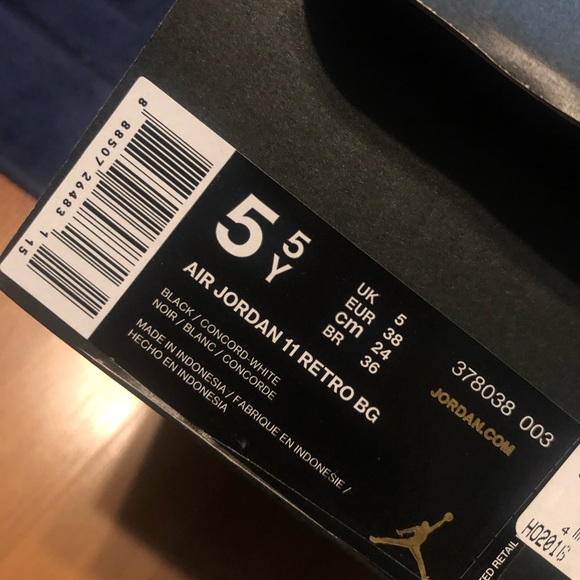 8 88507 26483 1 15
5 5 Y
UK 5
EUR 38
cm 24
BR 36
AIR JORDAN 11 RETRO BG
BLACK / CONCORD-WHITE
NOIR / BLANC / CONCORDE
MADE IN INDONESIA / FABRIQUE EN INDONESIE /
HECHO EN INDONESIA
378038 003
JORDAN.COM
RETAIL